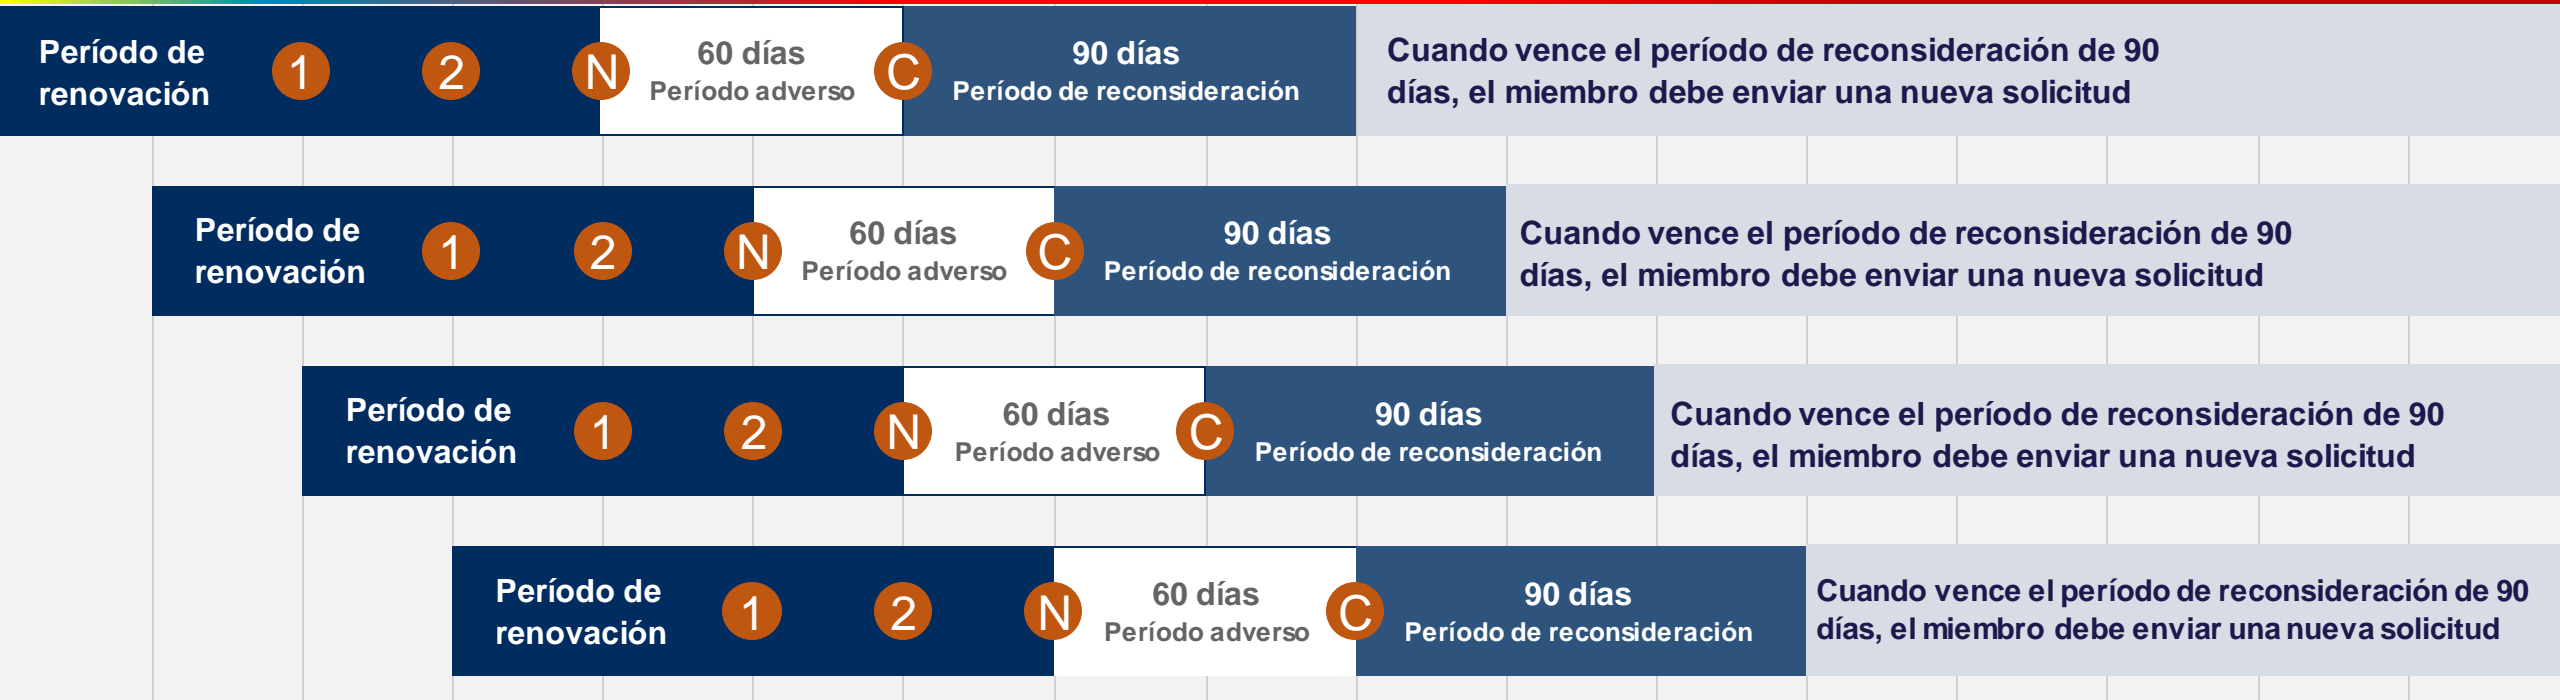 Período de
renovación
1
2
N
60 días
Período adverso
C
90 días
Período de reconsideración
Cuando vence el período de reconsideración de 90
días, el miembro debe enviar una nueva solicitud
Período de
renovación
1
2
N
60 días
Período adverso
C
90 días
Período de reconsideración
Cuando vence el período de reconsideración de 90
días, el miembro debe enviar una nueva solicitud
Período de
renovación
1
2
N
60 días
Período adverso
C
90 días
Período de reconsideración
Cuando vence el período de reconsideración de 90
días, el miembro debe enviar una nueva solicitud
Período de
renovación
1
2
N
60 días
Período adverso
C
90 días
Período de reconsideración
Cuando vence el período de reconsideración de 90
días, el miembro debe enviar una nueva solicitud